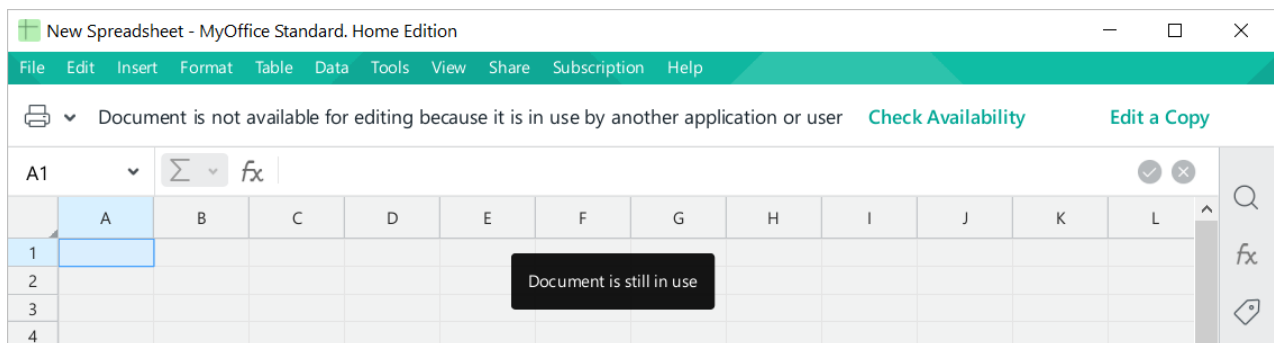 New Spreadsheet - MyOffice Standard. Home Edition
File Edit Insert Format Table Data Tools View Share Subscription Help
Document is not available for editing because it is in use by another application or user Check Availability Edit a Copy
A1 Σ fx
A B C D E F G H I J K L
1
fx
2 Document is still in use
3
4